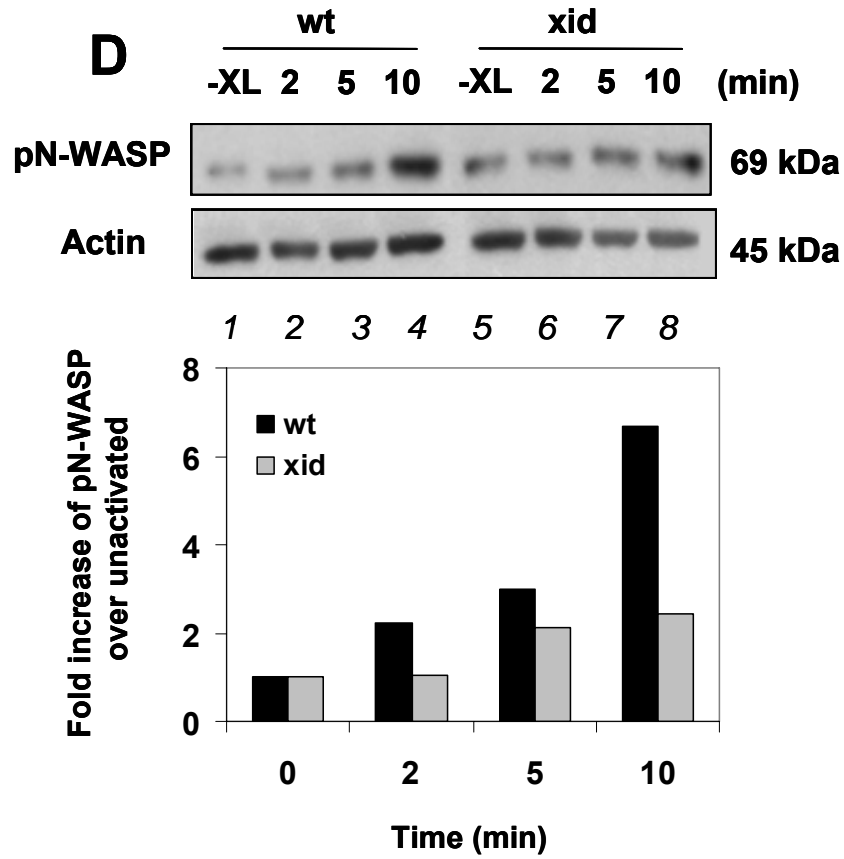 D
wt xid
-XL 2 5 10 -XL 2 5 10 (min)
pN-WASP 69 kDa
Actin 45 kDa
1 2 3 4 5 6 7 8
Fold increase of pN-WASP
over unactivated
8
6
4
2
0
wt
xid
0 2 5 10
Time (min)